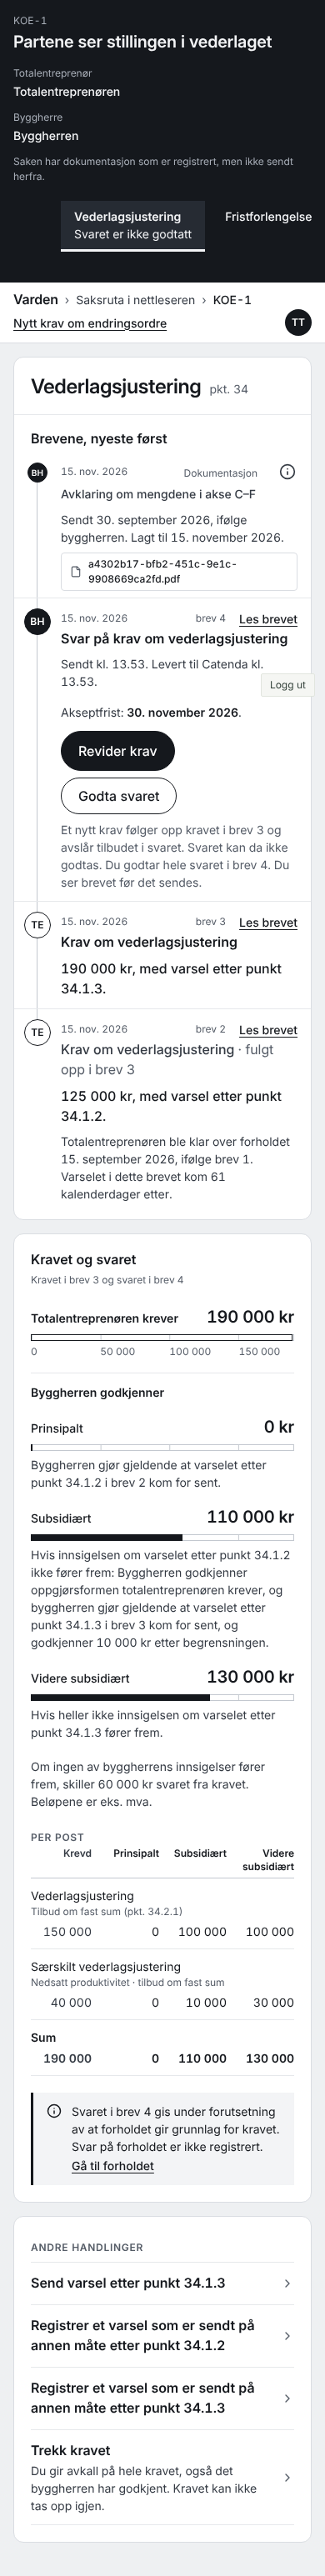 KOE-1
Partene ser stillingen i vederlaget
Totalentreprenør
Totalentreprenøren
Byggherre
Byggherren
Saken har dokumentasjon som er registrert, men ikke sendt
herfra.
Vederlagsjustering
Svaret er ikke godtatt
Fristforlengelse
Varden › Saksruta i nettleseren › KOE-1
Nytt krav om endringsordre
TT
Vederlagsjustering pkt. 34
Brevene, nyeste først
BH
15. nov. 2026 Dokumentasjon
Avklaring om mengdene i akse C–F
Sendt 30. september 2026, ifølge
byggherren. Lagt til 15. november 2026.
a4302b17-bfb2-451c-9e1c-
9908669ca2fd.pdf
BH
15. nov. 2026 brev 4 Les brevet
Svar på krav om vederlagsjustering
Sendt kl. 13.53. Levert til Catenda kl.
13.53.
Logg ut
Akseptfrist: 30. november 2026.
Revider krav
Godta svaret
Et nytt krav følger opp kravet i brev 3 og
avslår tilbudet i svaret. Svaret kan da ikke
godtas. Du godtar hele svaret i brev 4. Du
ser brevet før det sendes.
TE
15. nov. 2026 brev 3 Les brevet
Krav om vederlagsjustering
190 000 kr, med varsel etter punkt
34.1.3.
TE
15. nov. 2026 brev 2 Les brevet
Krav om vederlagsjustering · fulgt
opp i brev 3
125 000 kr, med varsel etter punkt
34.1.2.
Totalentreprenøren ble klar over forholdet
15. september 2026, ifølge brev 1.
Varselet i dette brevet kom 61
kalenderdager etter.
Kravet og svaret
Kravet i brev 3 og svaret i brev 4
Totalentreprenøren krever 190 000 kr
0 50 000 100 000 150 000
Byggherren godkjenner
Prinsipalt 0 kr
Byggherren gjør gjeldende at varselet etter
punkt 34.1.2 i brev 2 kom for sent.
Subsidiært 110 000 kr
Hvis innsigelsen om varselet etter punkt 34.1.2
ikke fører frem: Byggherren godkjenner
oppgjørsformen totalentreprenøren krever, og
byggherren gjør gjeldende at varselet etter
punkt 34.1.3 i brev 3 kom for sent, og
godkjenner 10 000 kr etter begrensningen.
Videre subsidiært 130 000 kr
Hvis heller ikke innsigelsen om varselet etter
punkt 34.1.3 fører frem.
Om ingen av byggherrens innsigelser fører
frem, skiller 60 000 kr svaret fra kravet.
Beløpene er eks. mva.
PER POST
Krevd Prinsipalt Subsidiært Videre
subsidiært
Vederlagsjustering
Tilbud om fast sum (pkt. 34.2.1)
150 000 0 100 000 100 000
Særskilt vederlagsjustering
Nedsatt produktivitet · tilbud om fast sum
40 000 0 10 000 30 000
Sum
190 000 0 110 000 130 000
Svaret i brev 4 gis under forutsetning
av at forholdet gir grunnlag for kravet.
Svar på forholdet er ikke registrert.
Gå til forholdet
ANDRE HANDLINGER
Send varsel etter punkt 34.1.3
Registrer et varsel som er sendt på
annen måte etter punkt 34.1.2
Registrer et varsel som er sendt på
annen måte etter punkt 34.1.3
Trekk kravet
Du gir avkall på hele kravet, også det
byggherren har godkjent. Kravet kan ikke
tas opp igjen.